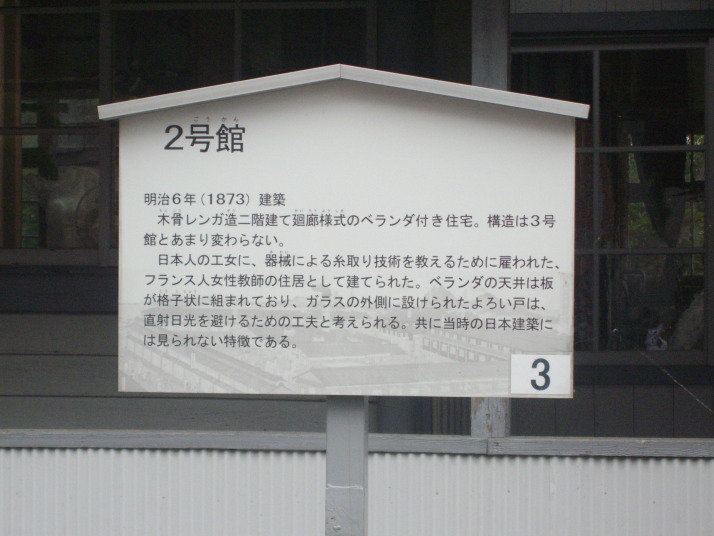 2号館
明治6年（1873）建築
木骨レンガ造二階建て廻廊様式のベランダ付き住宅。構造は3号
館とあまり変わらない。
日本人の工女に、器械による糸取り技術を教えるために雇われた、
フランス人女性教師の住居として建てられた。ベランダの天井は板
が格子状に組まれており、ガラスの外側に設けられたよろい戸は、
直射日光を避けるための工夫と考えられる。共に当時の日本建築に
は見られない特徴である。
3